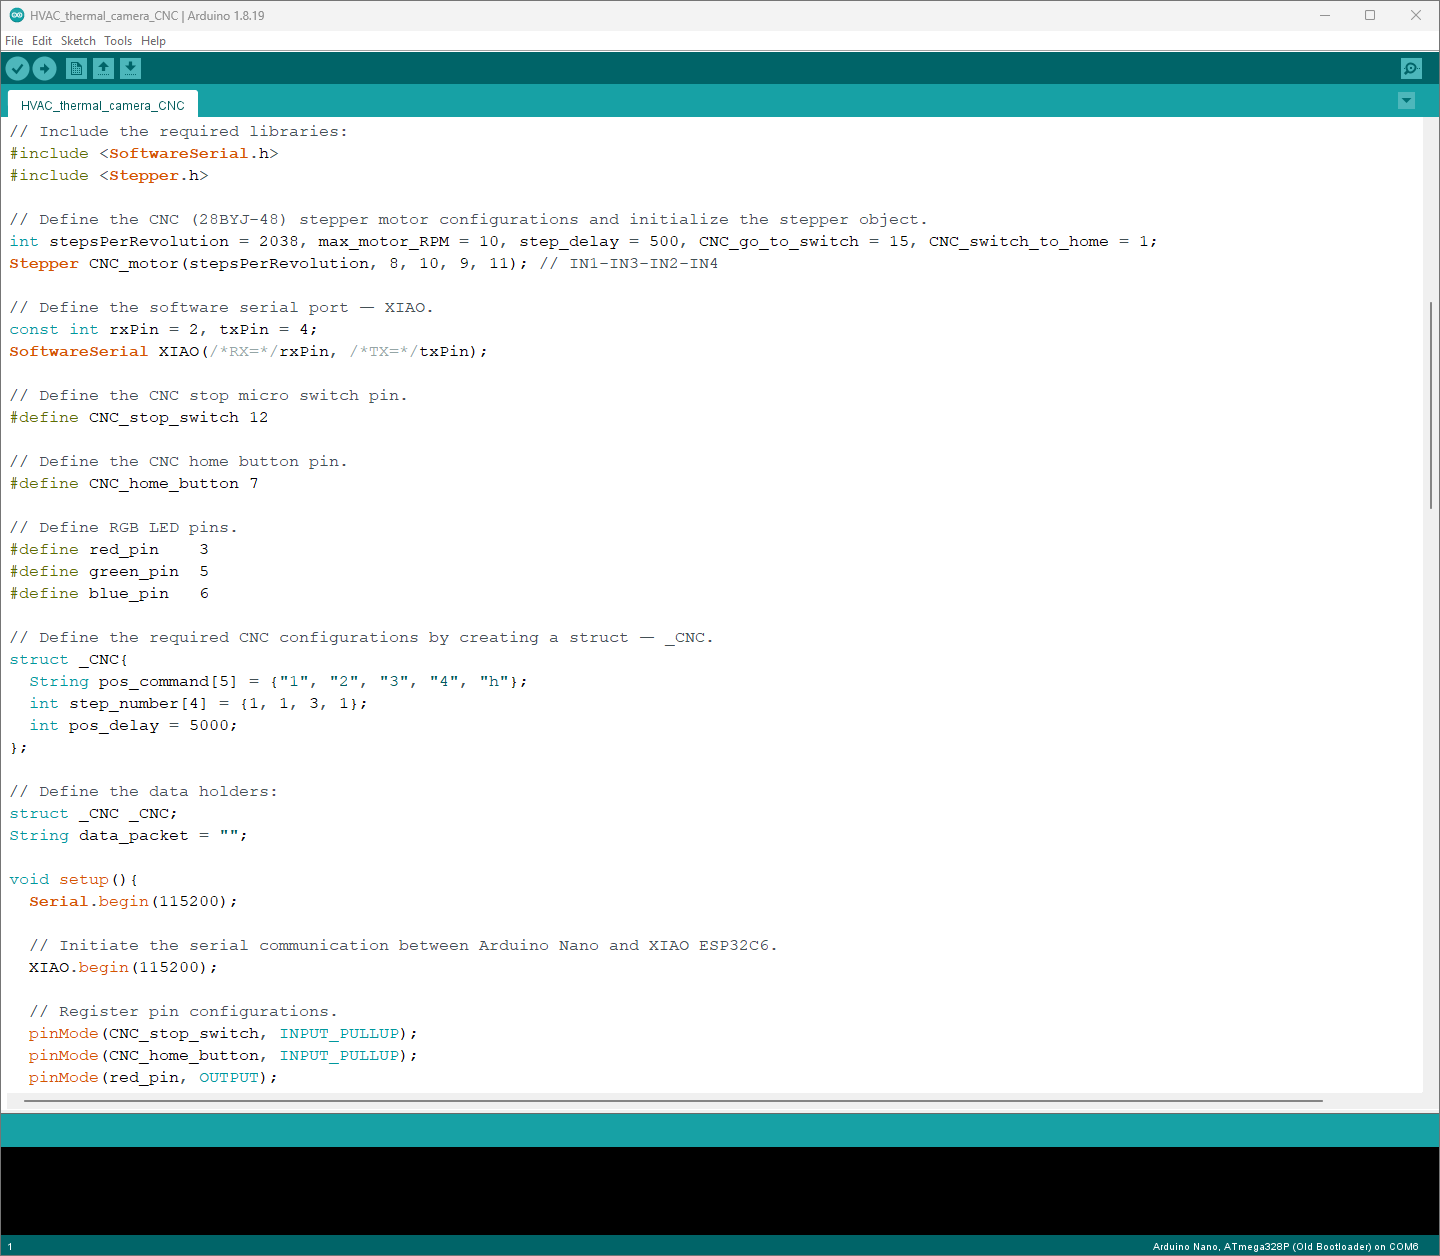 HVAC_thermal_camera_CNC | Arduino 1.8.19
File Edit Sketch Tools Help
HVAC_thermal_camera_CNC
// Include the required libraries:
#include <SoftwareSerial.h>
#include <Stepper.h>
// Define the CNC (28BYJ-48) stepper motor configurations and initialize the stepper object.
int stepsPerRevolution = 2038, max_motor_RPM = 10, step_delay = 500, CNC_go_to_switch = 15, CNC_switch_to_home = 1;
Stepper CNC_motor(stepsPerRevolution, 8, 10, 9, 11); // IN1-IN3-IN2-IN4
// Define the software serial port — XIAO.
const int rxPin = 2, txPin = 4;
SoftwareSerial XIAO(/*RX=*/rxPin, /*TX=*/txPin);
// Define the CNC stop micro switch pin.
#define CNC_stop_switch 12
// Define the CNC home button pin.
#define CNC_home_button 7
// Define RGB LED pins.
#define red_pin    3
#define green_pin  5
#define blue_pin   6
// Define the required CNC configurations by creating a struct — _CNC.
struct _CNC{
  String pos_command[5] = {"1", "2", "3", "4", "h"};
  int step_number[4] = {1, 1, 3, 1};
  int pos_delay = 5000;
};
// Define the data holders:
struct _CNC _CNC;
String data_packet = "";
void setup(){
  Serial.begin(115200);
  // Initiate the serial communication between Arduino Nano and XIAO ESP32C6.
  XIAO.begin(115200);
  // Register pin configurations.
  pinMode(CNC_stop_switch, INPUT_PULLUP);
  pinMode(CNC_home_button, INPUT_PULLUP);
  pinMode(red_pin, OUTPUT);
1 Arduino Nano, ATmega328P (Old Bootloader) on COM6